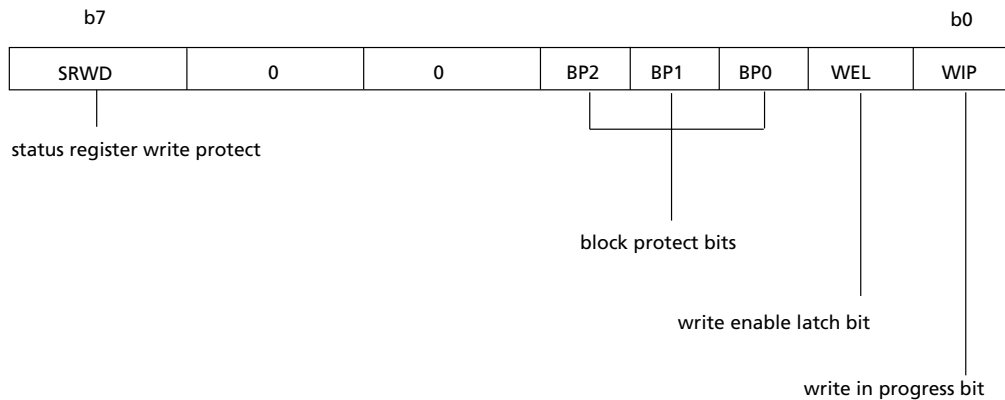 b7 b0
SRWD 0 0 BP2 BP1 BP0 WEL WIP
status register write protect
block protect bits
write enable latch bit
write in progress bit